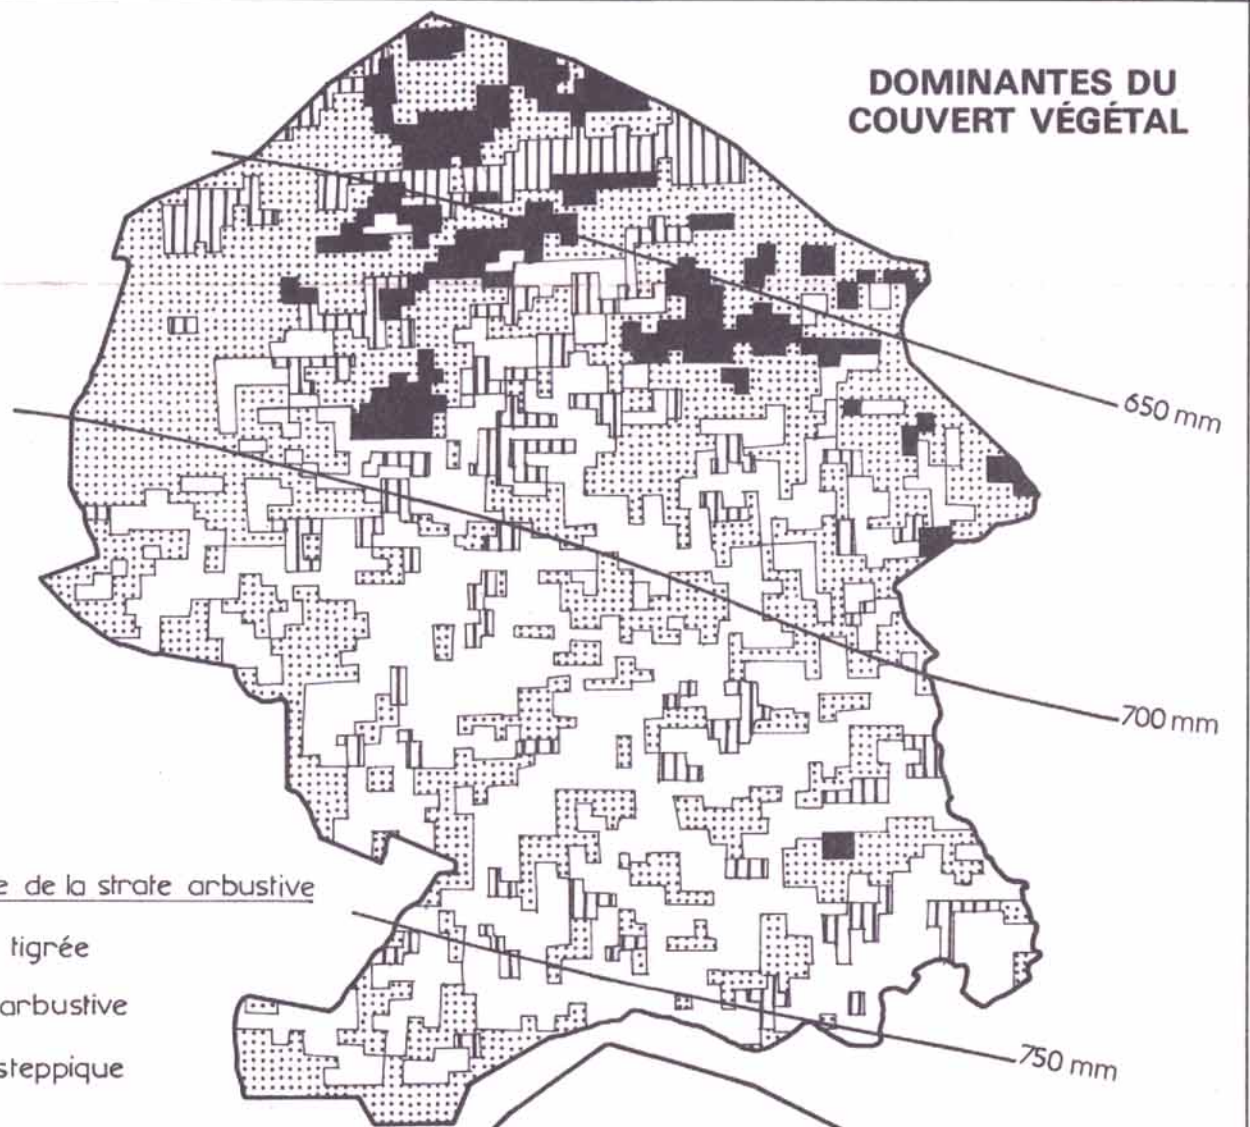 DOMINANTES DU
COUVERT VÉGÉTAL
650 mm
700 mm
de la strate arbustive
tigrée
arbustive
steppique
750 mm